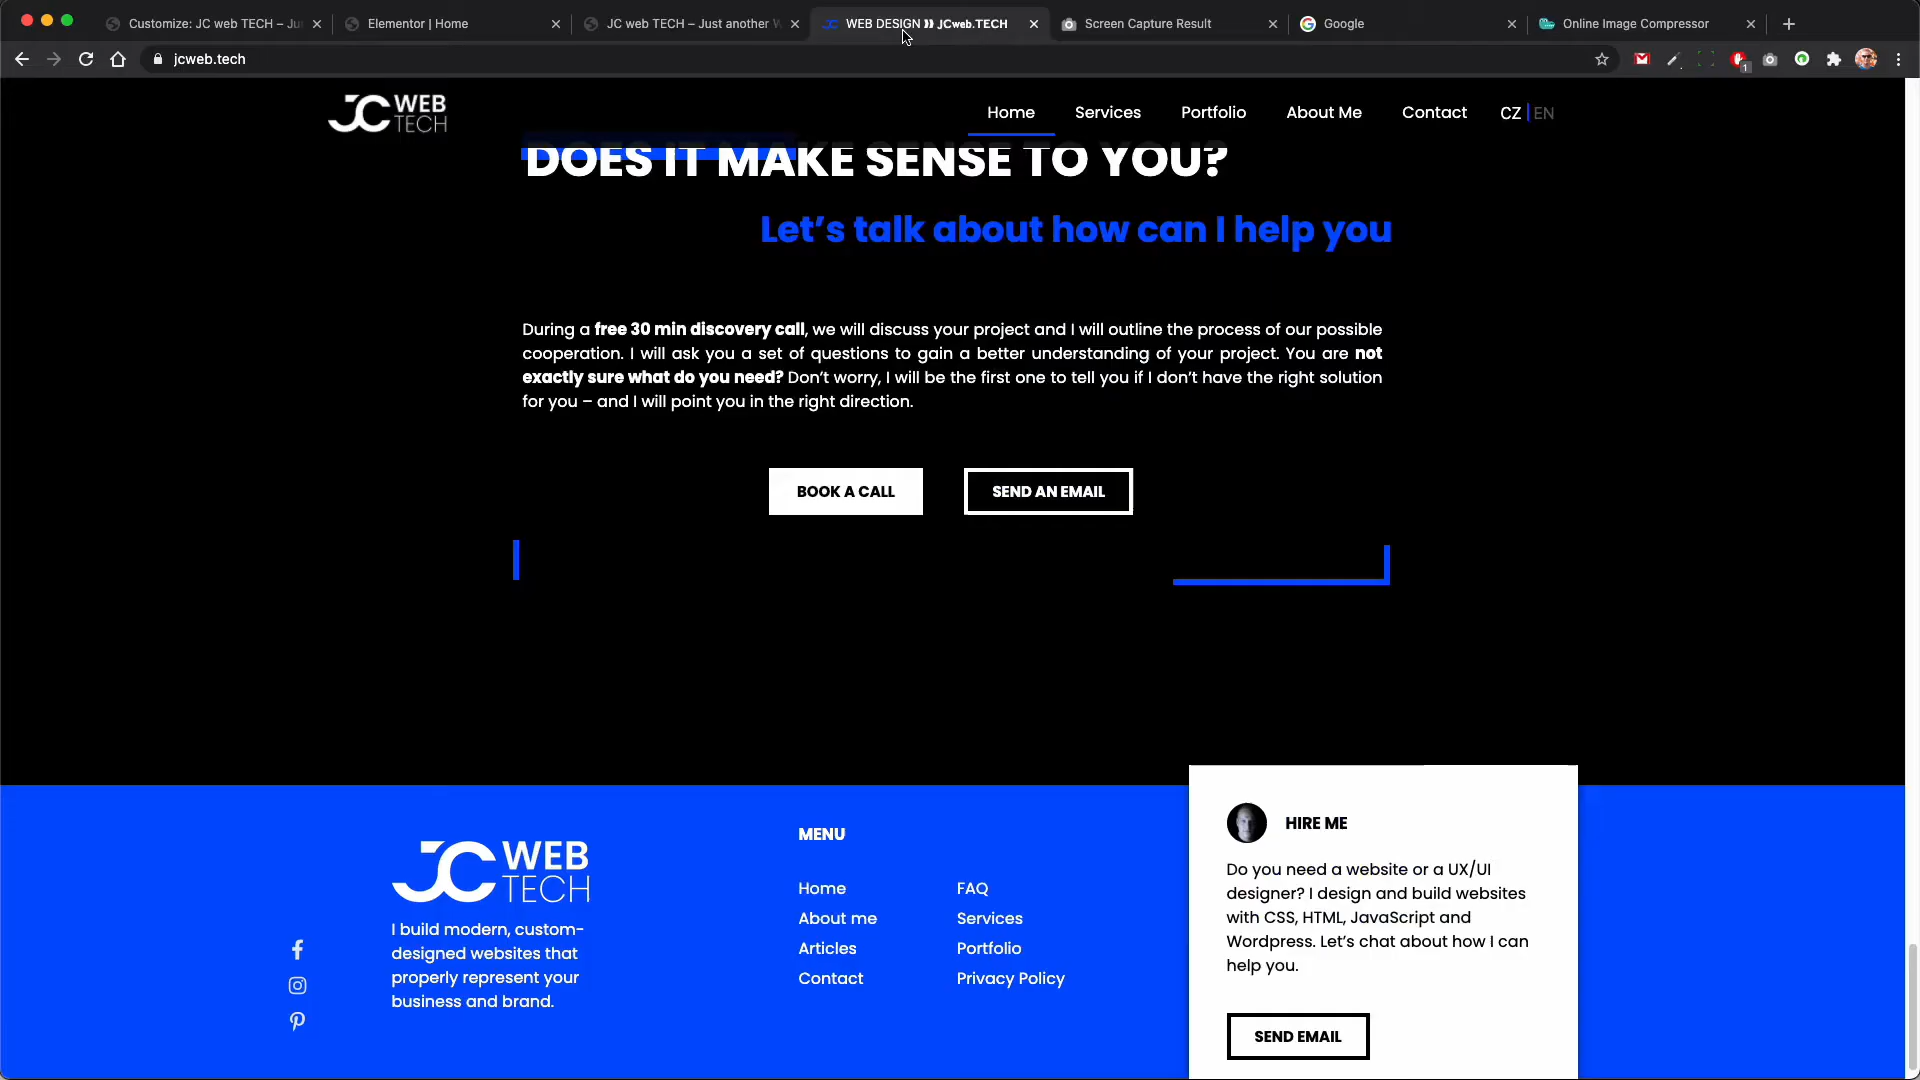 Customize: JC web TECH – Ju
Elementor | Home
JC web TECH – Just another W
WEB DESIGN ⟫ JCweb.TECH
Screen Capture Result
Google
Online Image Compressor
jcweb.tech
1
JC WEB TECH
Home
Services
Portfolio
About Me
Contact
CZ | EN
DOES IT MAKE SENSE TO YOU?
Let's talk about how can I help you
During a free 30 min discovery call, we will discuss your project and I will outline the process of our possible
cooperation. I will ask you a set of questions to gain a better understanding of your project. You are not
exactly sure what do you need? Don't worry, I will be the first one to tell you if I don't have the right solution
for you – and I will point you in the right direction.
BOOK A CALL
SEND AN EMAIL
JC WEB TECH
I build modern, custom-
designed websites that
properly represent your
business and brand.
MENU
Home
About me
Articles
Contact
FAQ
Services
Portfolio
Privacy Policy
HIRE ME
Do you need a website or a UX/UI
designer? I design and build websites
with CSS, HTML, JavaScript and
Wordpress. Let's chat about how I can
help you.
SEND EMAIL